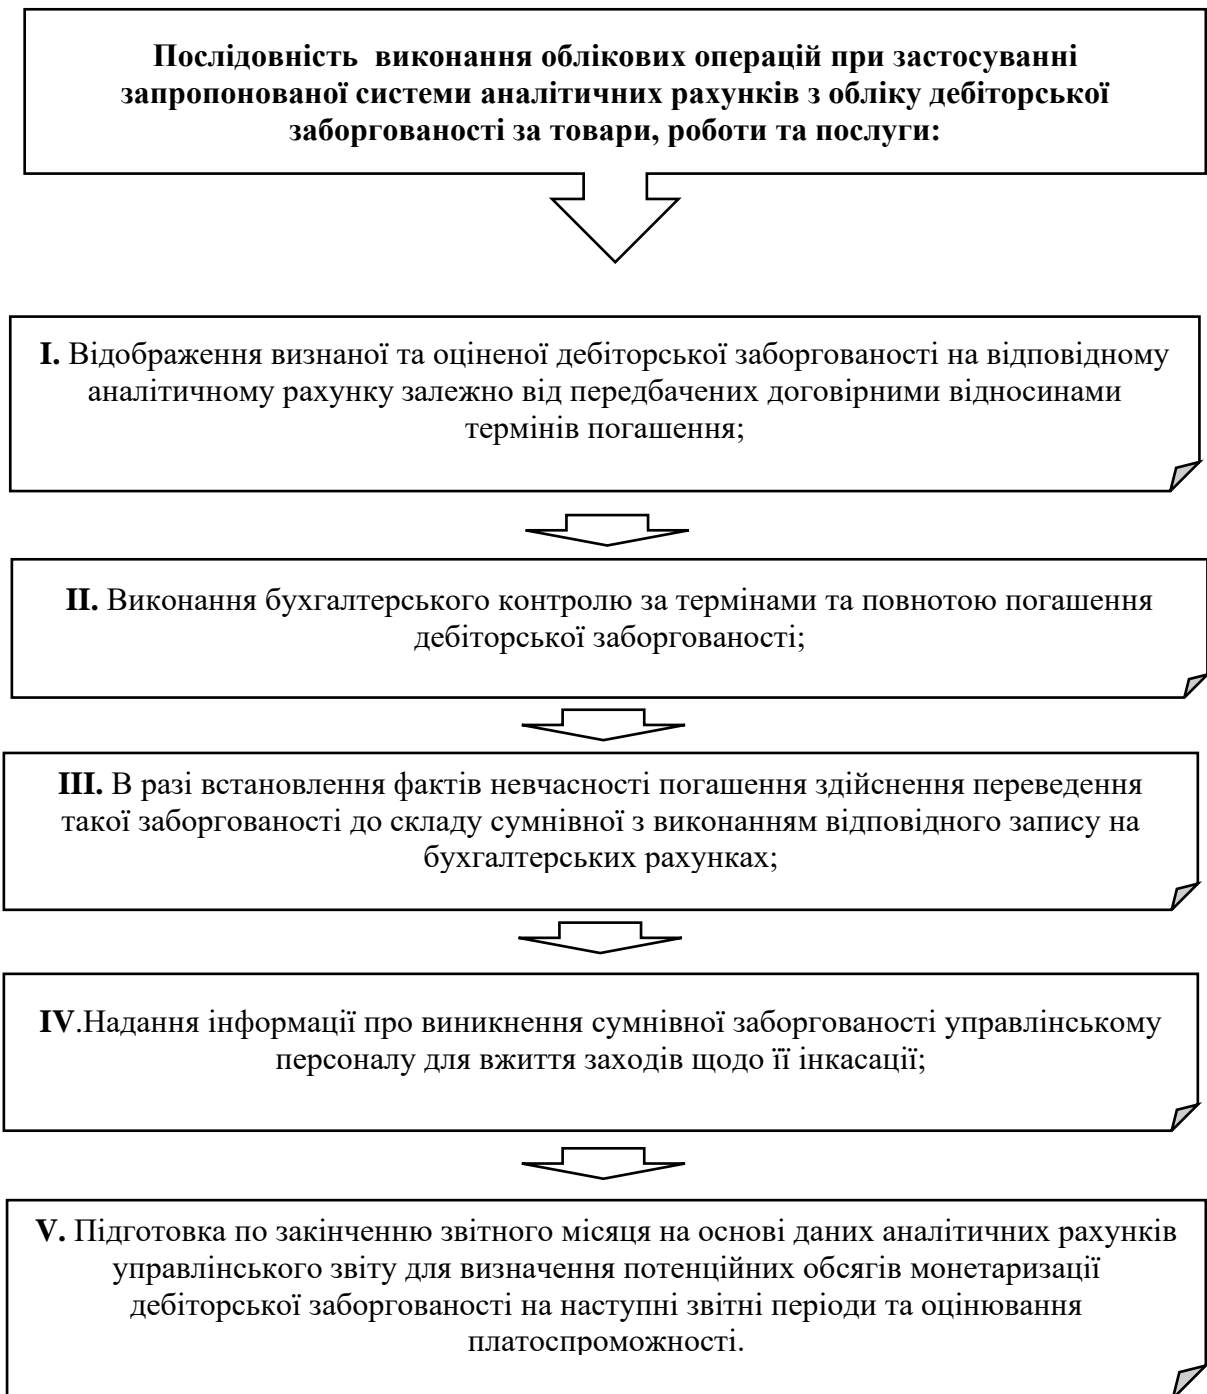 Послідовність виконання облікових операцій при застосуванні
запропонованої системи аналітичних рахунків з обліку дебіторської
заборгованості за товари, роботи та послуги:
I. Відображення визнаної та оціненої дебіторської заборгованості на відповідному
аналітичному рахунку залежно від передбачених договірними відносинами
термінів погашення;
II. Виконання бухгалтерського контролю за термінами та повнотою погашення
дебіторської заборгованості;
III. В разі встановлення фактів невчасності погашення здійснення переведення
такої заборгованості до складу сумнівної з виконанням відповідного запису на
бухгалтерських рахунках;
IV.Надання інформації про виникнення сумнівної заборгованості управлінському
персоналу для вжиття заходів щодо її інкасації;
V. Підготовка по закінченню звітного місяця на основі даних аналітичних рахунків
управлінського звіту для визначення потенційних обсягів монетаризації
дебіторської заборгованості на наступні звітні періоди та оцінювання
платоспроможності.